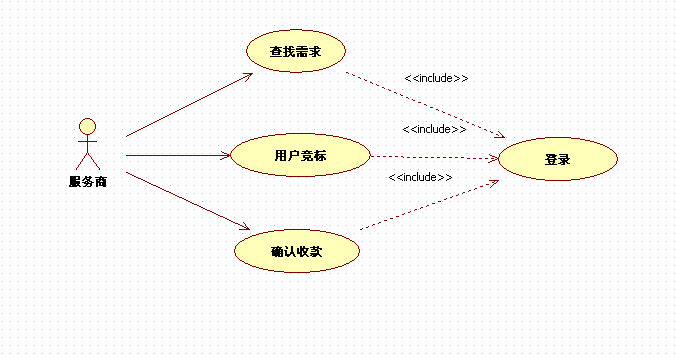 查找需求
<<include>>
<<include>>
用户竞标
登录
服务商
<<include>>
确认收款